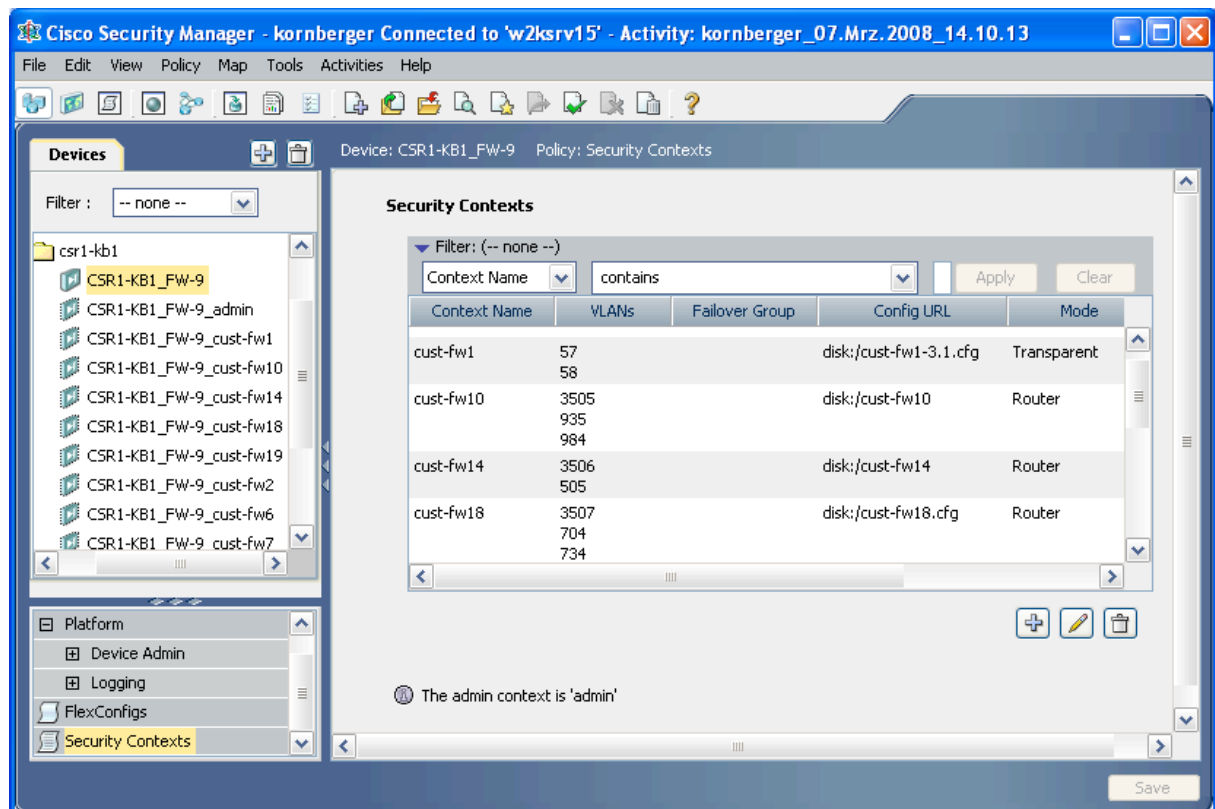 Cisco Security Manager - kornberger Connected to 'w2ksrv15' - Activity: kornberger_07.Mrz.2008_14.10.13
File Edit View Policy Map Tools Activities Help
Devices
Device: CSR1-KB1_FW-9 Policy: Security Contexts
Filter : -- none --
csr1-kb1
CSR1-KB1_FW-9
CSR1-KB1_FW-9_admin
CSR1-KB1_FW-9_cust-fw1
CSR1-KB1_FW-9_cust-fw10
CSR1-KB1_FW-9_cust-fw14
CSR1-KB1_FW-9_cust-fw18
CSR1-KB1_FW-9_cust-fw19
CSR1-KB1_FW-9_cust-fw2
CSR1-KB1_FW-9_cust-fw6
CSR1-KB1_FW-9_cust-fw7
Platform
Device Admin
Logging
FlexConfigs
Security Contexts
Security Contexts
Filter: (-- none --)
Context Name contains Apply Clear
Context Name VLANs Failover Group Config URL Mode
cust-fw1 57 disk:/cust-fw1-3.1.cfg Transparent
58
cust-fw10 3505 disk:/cust-fw10 Router
935
984
cust-fw14 3506 disk:/cust-fw14 Router
505
cust-fw18 3507 disk:/cust-fw18.cfg Router
704
734
The admin context is 'admin'
Save